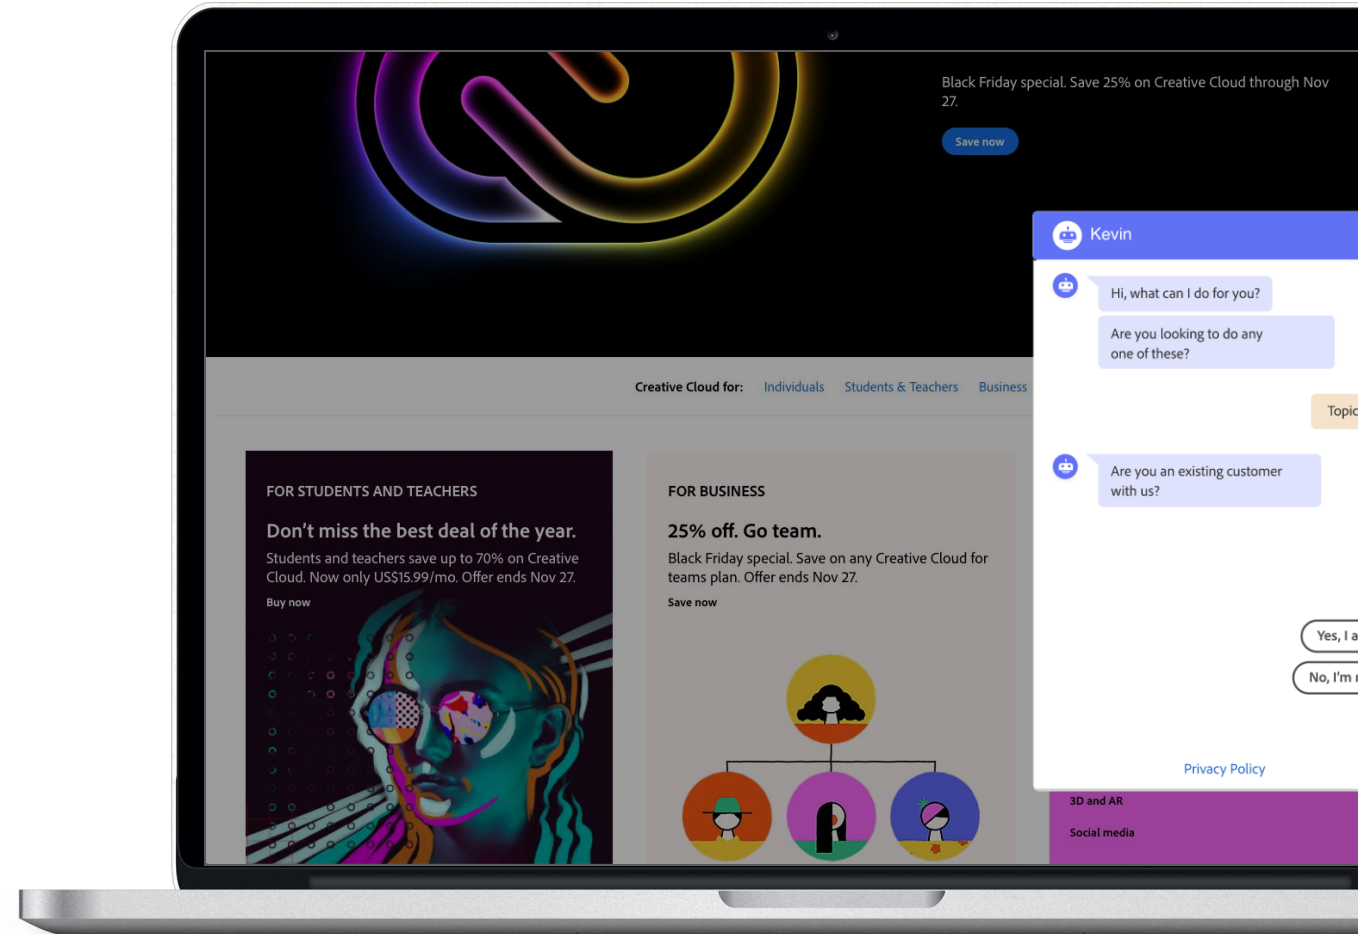 Black Friday special. Save 25% on Creative Cloud through Nov
27.
Save now
Kevin
Hi, what can I do for you?
Are you looking to do any
one of these?
Topic
Are you an existing customer
with us?
Yes, I a
No, I'm
Privacy Policy
Creative Cloud for: Individuals Students & Teachers Business
FOR STUDENTS AND TEACHERS
Don't miss the best deal of the year.
Students and teachers save up to 70% on Creative
Cloud. Now only US$15.99/mo. Offer ends Nov 27.
Buy now
FOR BUSINESS
25% off. Go team.
Black Friday special. Save on any Creative Cloud for
teams plan. Offer ends Nov 27.
Save now
3D and AR
Social media